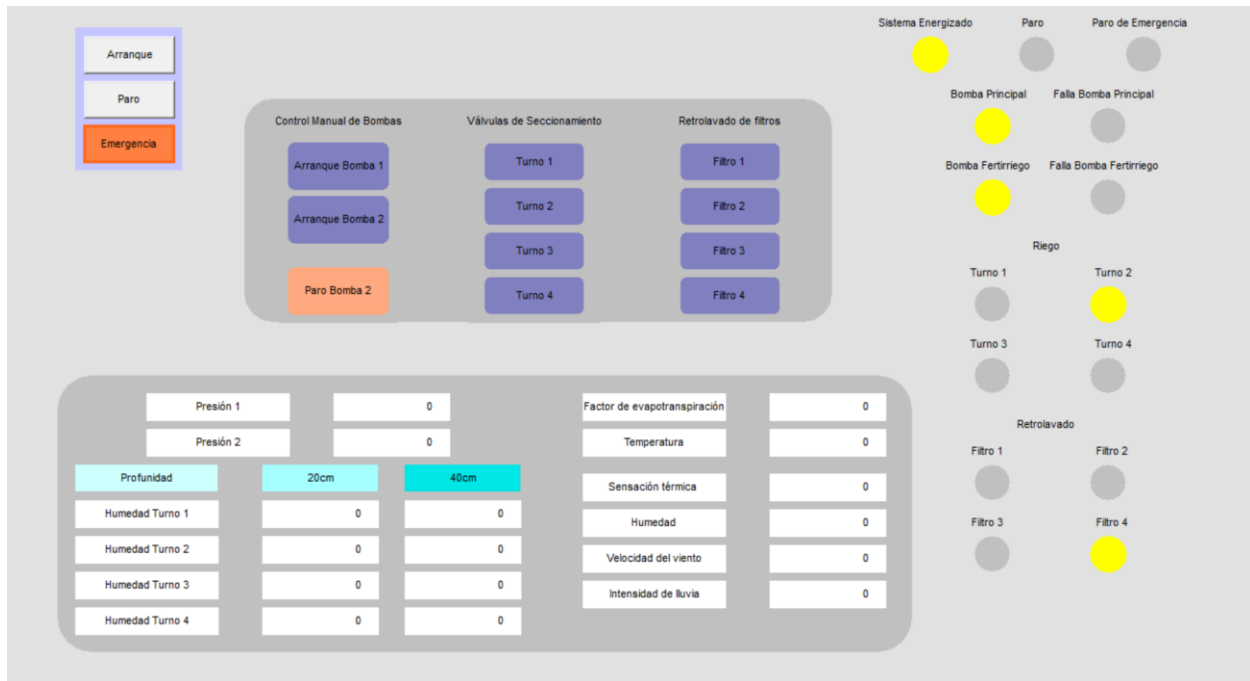 Arranque
Paro
Emergencia
Control Manual de Bombas
Arranque Bomba 1
Arranque Bomba 2
Paro Bomba 2
Válvulas de Seccionamiento
Turno 1
Turno 2
Turno 3
Turno 4
Retrolavado de filtros
Filtro 1
Filtro 2
Filtro 3
Filtro 4
Sistema Energizado Paro Paro de Emergencia
Bomba Principal Falla Bomba Principal
Bomba Fertirriego Falla Bomba Fertirriego
Riego
Turno 1 Turno 2
Turno 3 Turno 4
Retrolavado
Filtro 1 Filtro 2
Filtro 3 Filtro 4
Presión 1 0
Presión 2 0
Profunidad 20cm 40cm
Humedad Turno 1 0 0
Humedad Turno 2 0 0
Humedad Turno 3 0 0
Humedad Turno 4 0 0
Factor de evapotranspiración 0
Temperatura 0
Sensación térmica 0
Humedad 0
Velocidad del viento 0
Intensidad de lluvia 0